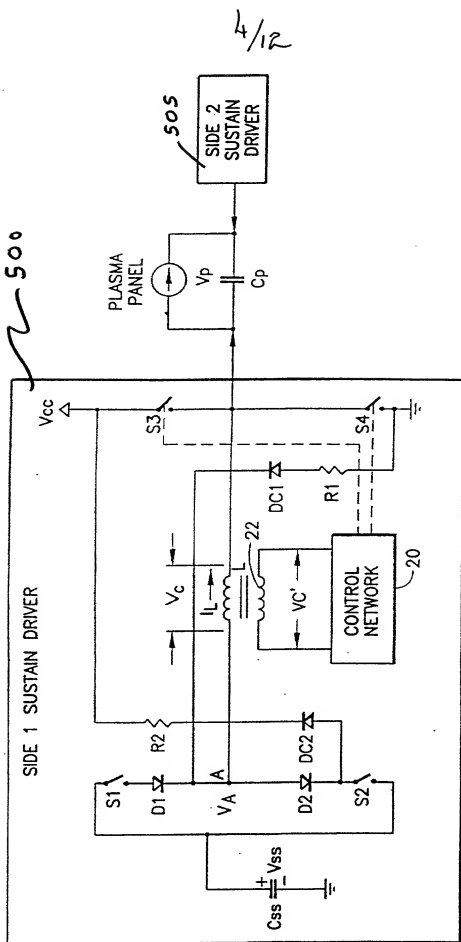 4/12
500
SIDE 1 SUSTAIN DRIVER
Vcc
S3
S4
DC1
R1
Vc
IL
L
22
VC'
CONTROL
NETWORK
20
R2
DC2
S1
D1
A
VA
D2
S2
Css
+
Vss
-
PLASMA
PANEL
Vp
Cp
505
SIDE 2
SUSTAIN
DRIVER